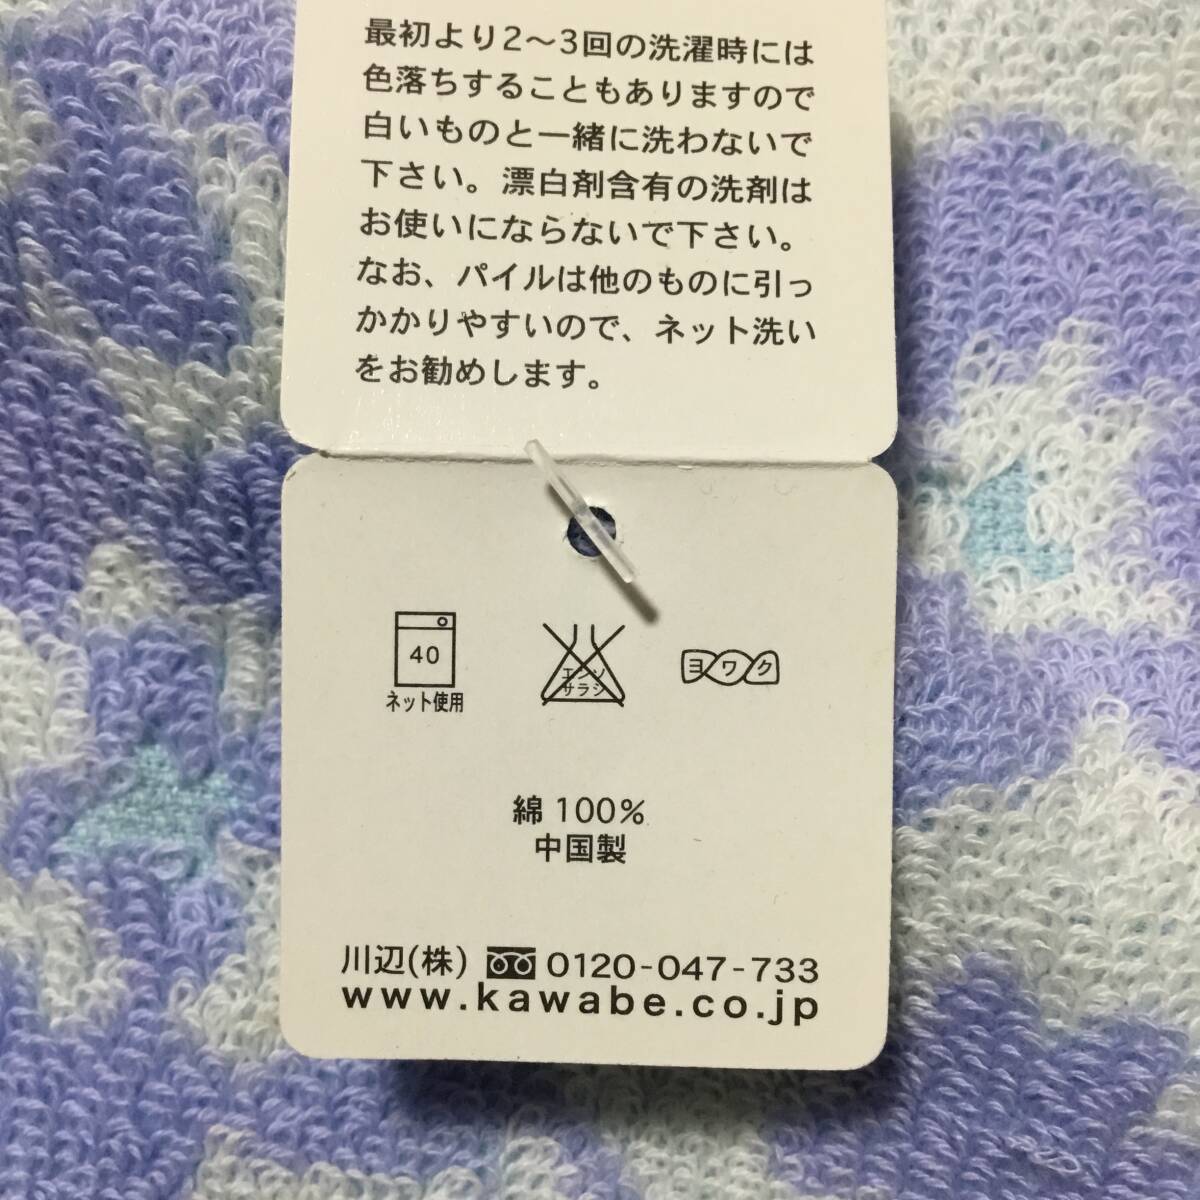 最初より2〜3回の洗濯時には
色落ちすることもありますので
白いものと一緒に洗わないで
下さい。漂白剤含有の洗剤は
お使いにならないで下さい。
なお、パイルは他のものに引っ
かかりやすいので、ネット洗い
をお勧めします。
40
ネット使用
エンソ
サラシ
ヨワク
綿 100%
中国製
川辺(株) 0120-047-733
www.kawabe.co.jp